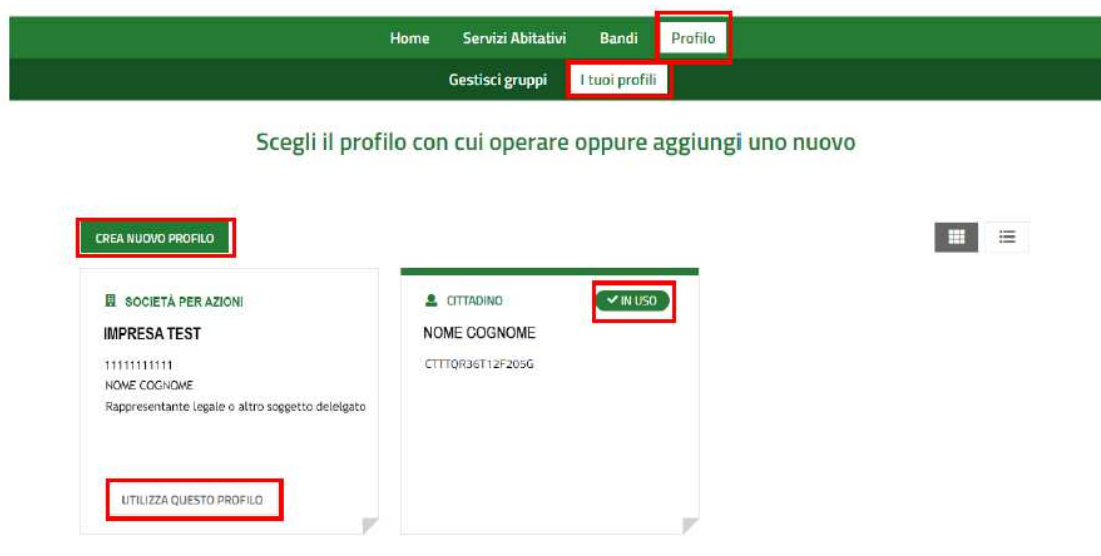 Home Servizi Abitativi Bandi Profilo
Gestisci gruppi I tuoi profili
Scegli il profilo con cui operare oppure aggiungi uno nuovo
CREA NUOVO PROFILO
SOCIETÀ PER AZIONI
IMPRESA TEST
11111111111
NOME COGNOME
Rappresentante legale o altro soggetto delelgato
UTILIZZA QUESTO PROFILO
CITTADINO IN USO
NOME COGNOME
CTTTQR36T12F205G